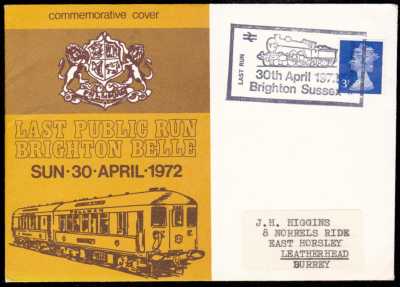 commemorative cover
LAST PUBLIC RUN
BRIGHTON BELLE
SUN·30·APRIL·1972
LAST RUN
30th April 1972
Brighton Sussex
3
J.H. HIGGINS
8 NORRELS RIDE
EAST HORSLEY
LEATHERHEAD
SURREY